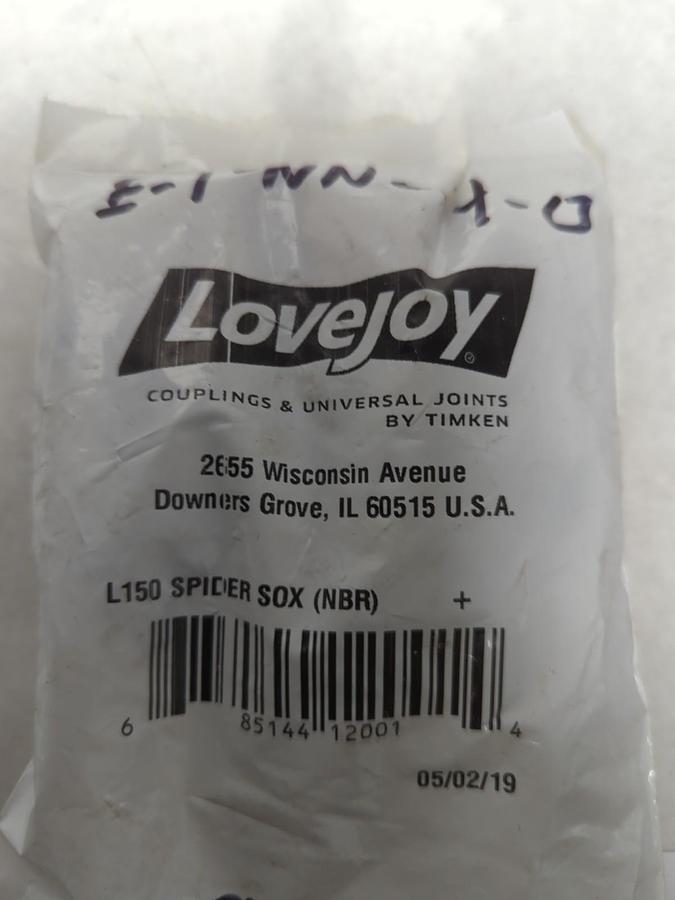 Lovejoy
COUPLINGS & UNIVERSAL JOINTS
BY TIMKEN
2655 Wisconsin Avenue
Downers Grove, IL 60515 U.S.A.
L150 SPIDER SOX (NBR) +
6 85144 12001 4
05/02/19